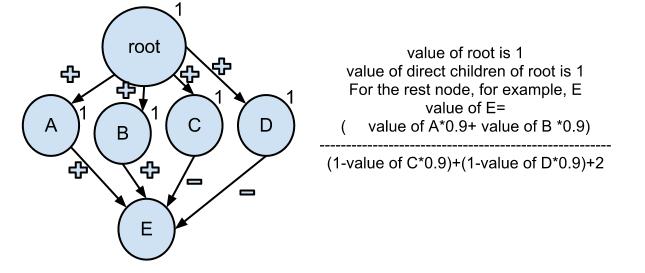 1
root
+
+
+
+
A
1
B
1
C
1
D
1
+
+
−
−
E
value of root is 1
value of direct children of root is 1
For the rest node, for example, E
value of E=
( value of A*0.9+ value of B *0.9)
-----------------------------------------------------------
(1-value of C*0.9)+(1-value of D*0.9)+2